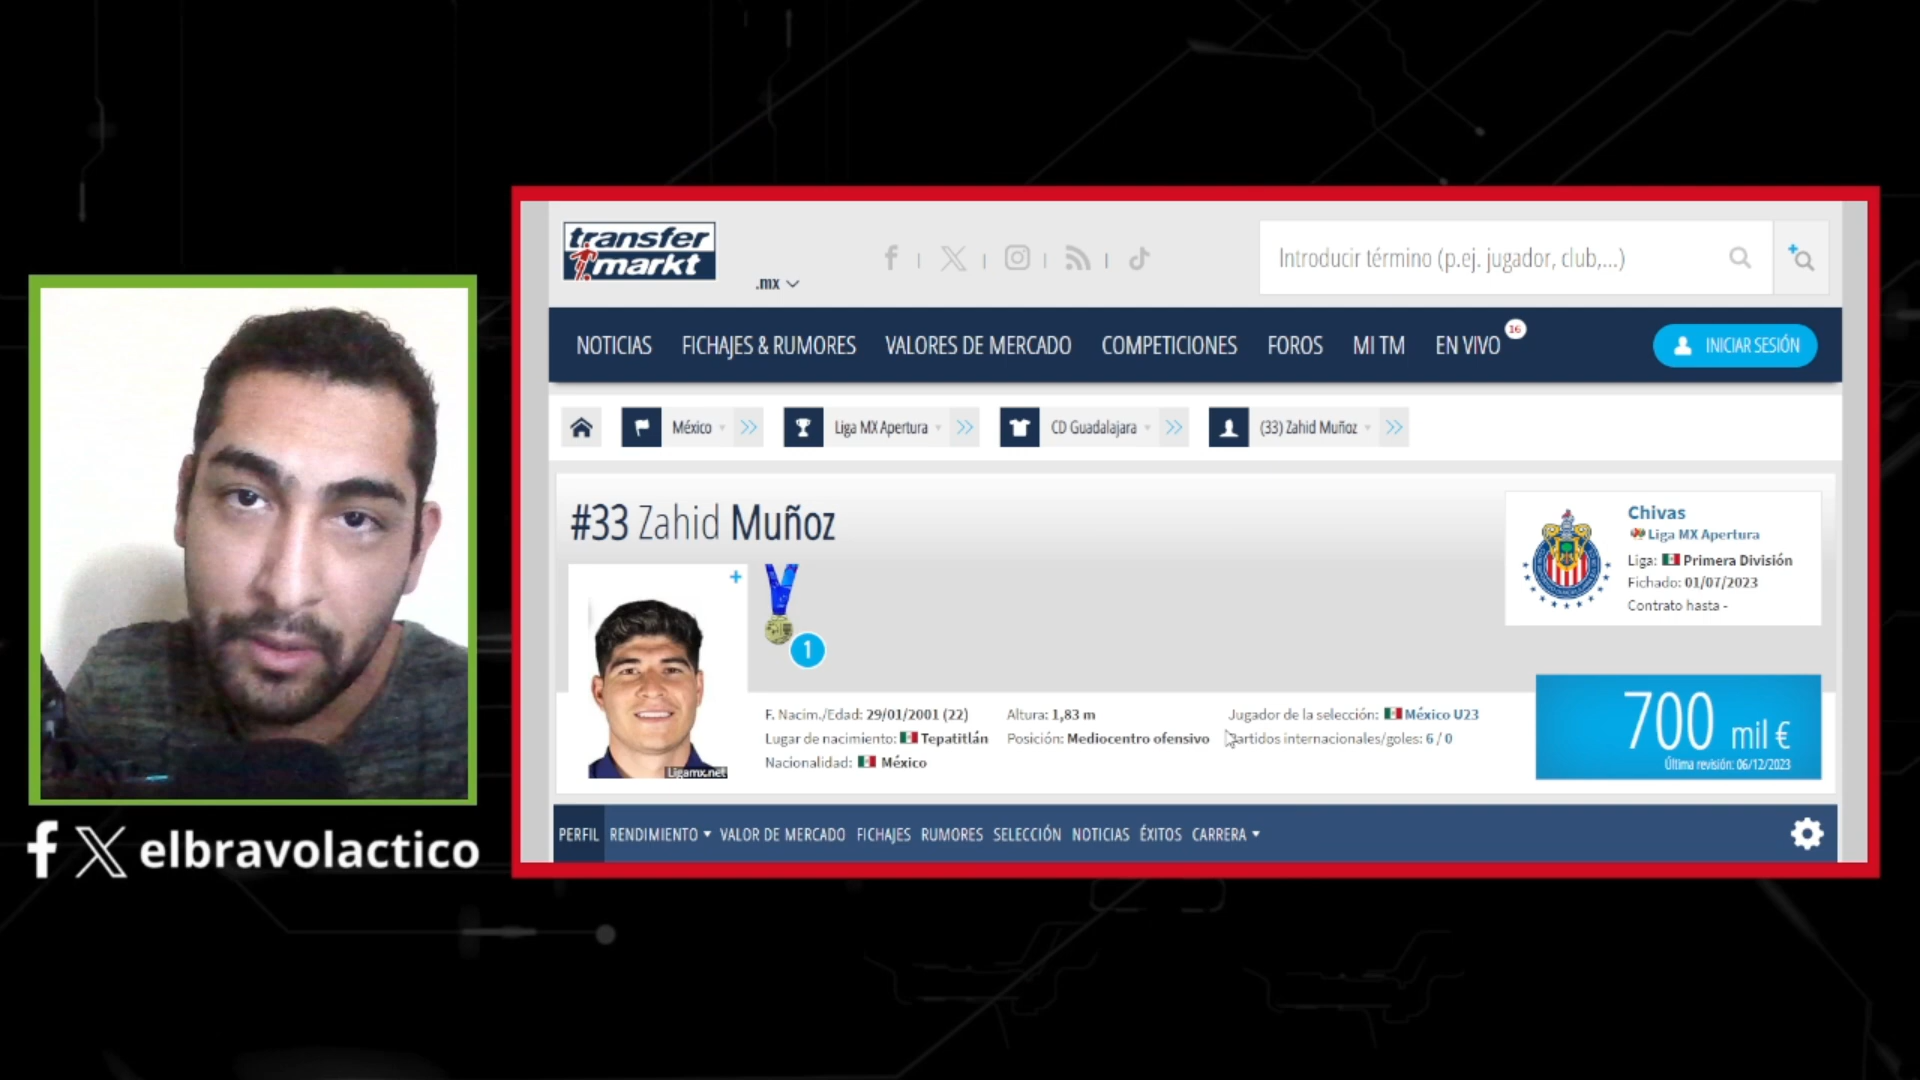 transfer
markt
.mx
Introducir término (p.ej. jugador, club,...)
NOTICIAS FICHAJES & RUMORES VALORES DE MERCADO COMPETICIONES FOROS MI TM EN VIVO 16 INICIAR SESIÓN
México Liga MX Apertura CD Guadalajara (33) Zahid Muñoz
#33 Zahid Muñoz
Chivas
Liga MX Apertura
Liga: Primera División
Fichado: 01/07/2023
Contrato hasta -
1
Ligamx.net
F. Nacim./Edad: 29/01/2001 (22)
Lugar de nacimiento: Tepatitlán
Nacionalidad: México
Altura: 1,83 m
Posición: Mediocentro ofensivo
Jugador de la selección: México U23
Partidos internacionales/goles: 6 / 0
700 mil €
Última revisión: 06/12/2023
PERFIL RENDIMIENTO VALOR DE MERCADO FICHAJES RUMORES SELECCIÓN NOTICIAS ÉXITOS CARRERA
elbravolactico